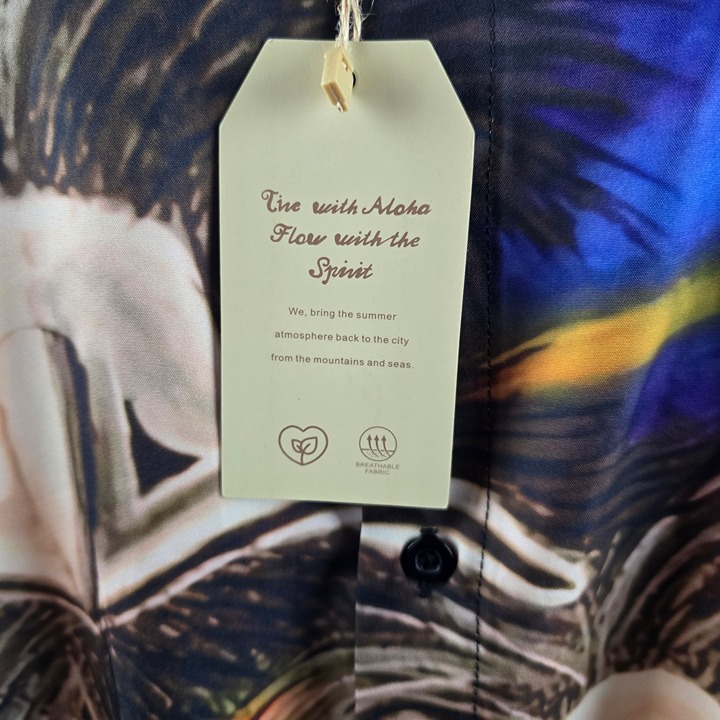 Live with Aloha
Flow with the
Spirit
We, bring the summer
atmosphere back to the city
from the mountains and seas.
BREATHABLE
FABRIC